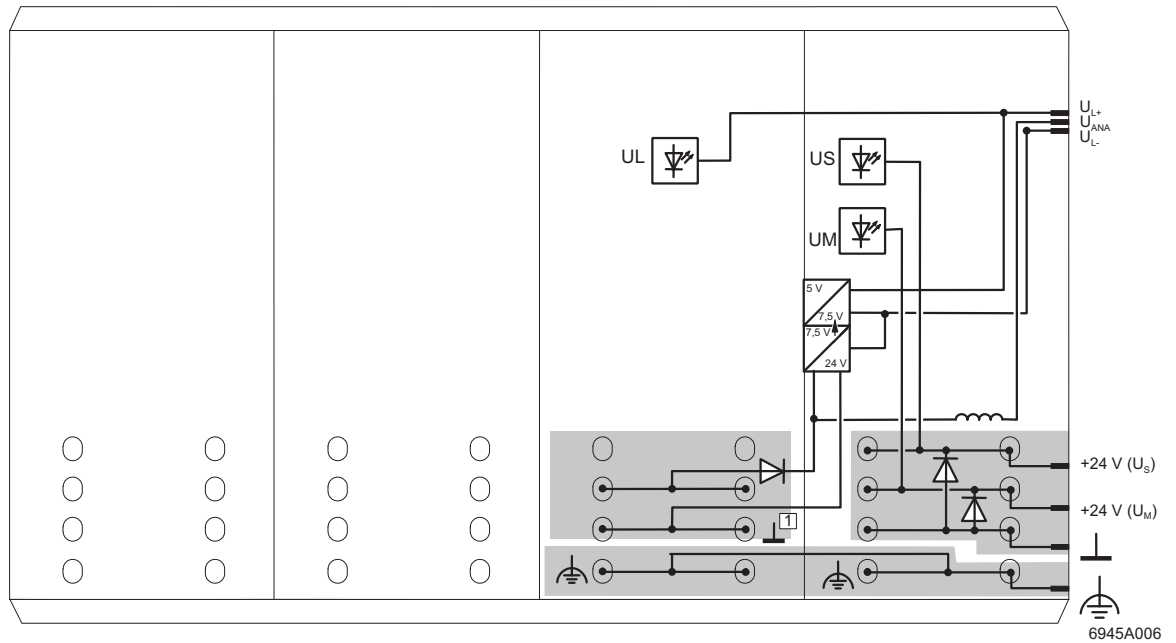 U_L+
U_ANA
U_L-
UL
US
UM
5 V
7,5 V
7,5 V
24 V
+24 V (U_S)
+24 V (U_M)
1
6945A006